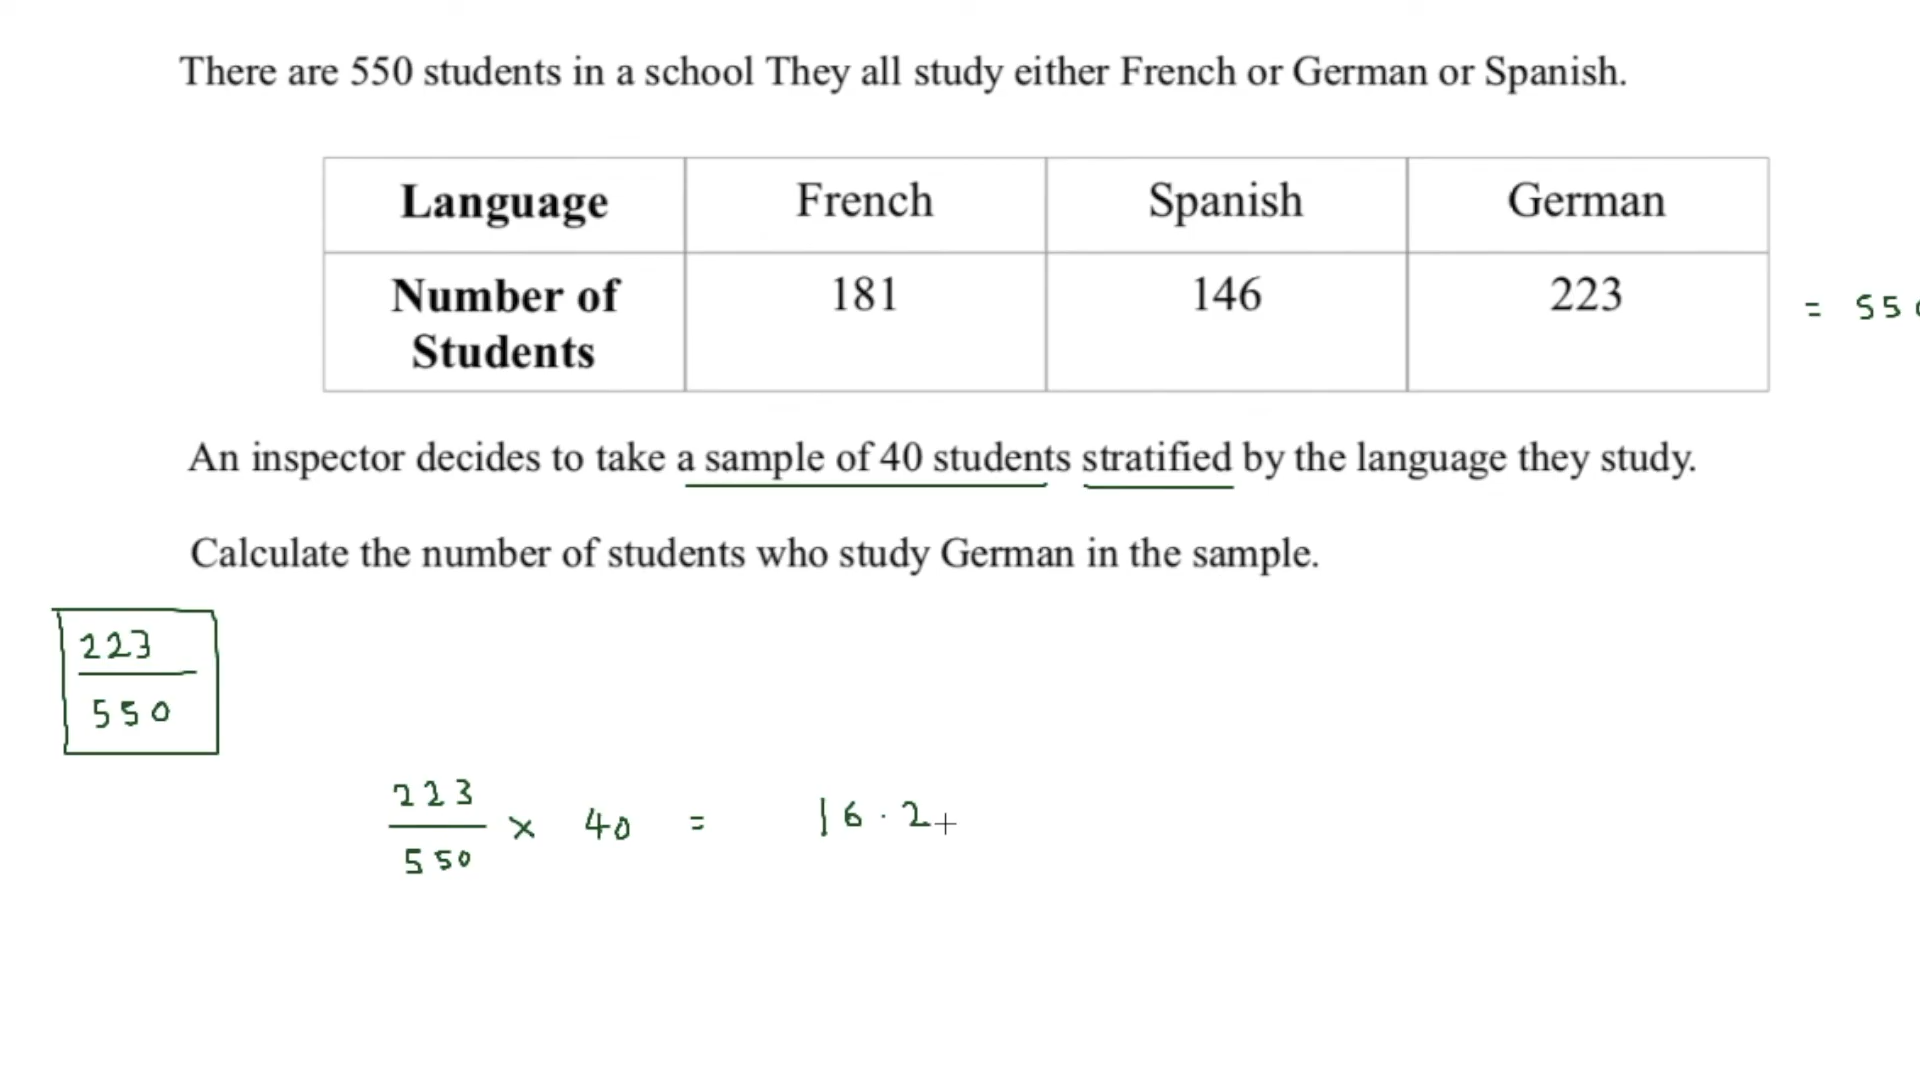 There are 550 students in a school They all study either French or German or Spanish.
Language French Spanish German
Number of Students 181 146 223 = 550
An inspector decides to take a sample of 40 students stratified by the language they study.
Calculate the number of students who study German in the sample.
223
550
223
550 × 40 = 16.2